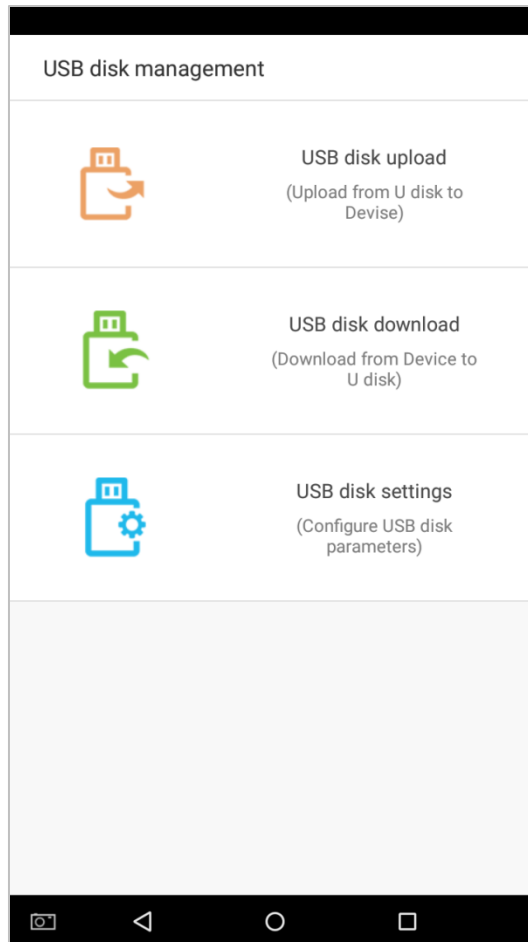 USB disk management
USB disk upload
(Upload from U disk to
Devise)
USB disk download
(Download from Device to
U disk)
USB disk settings
(Configure USB disk
parameters)